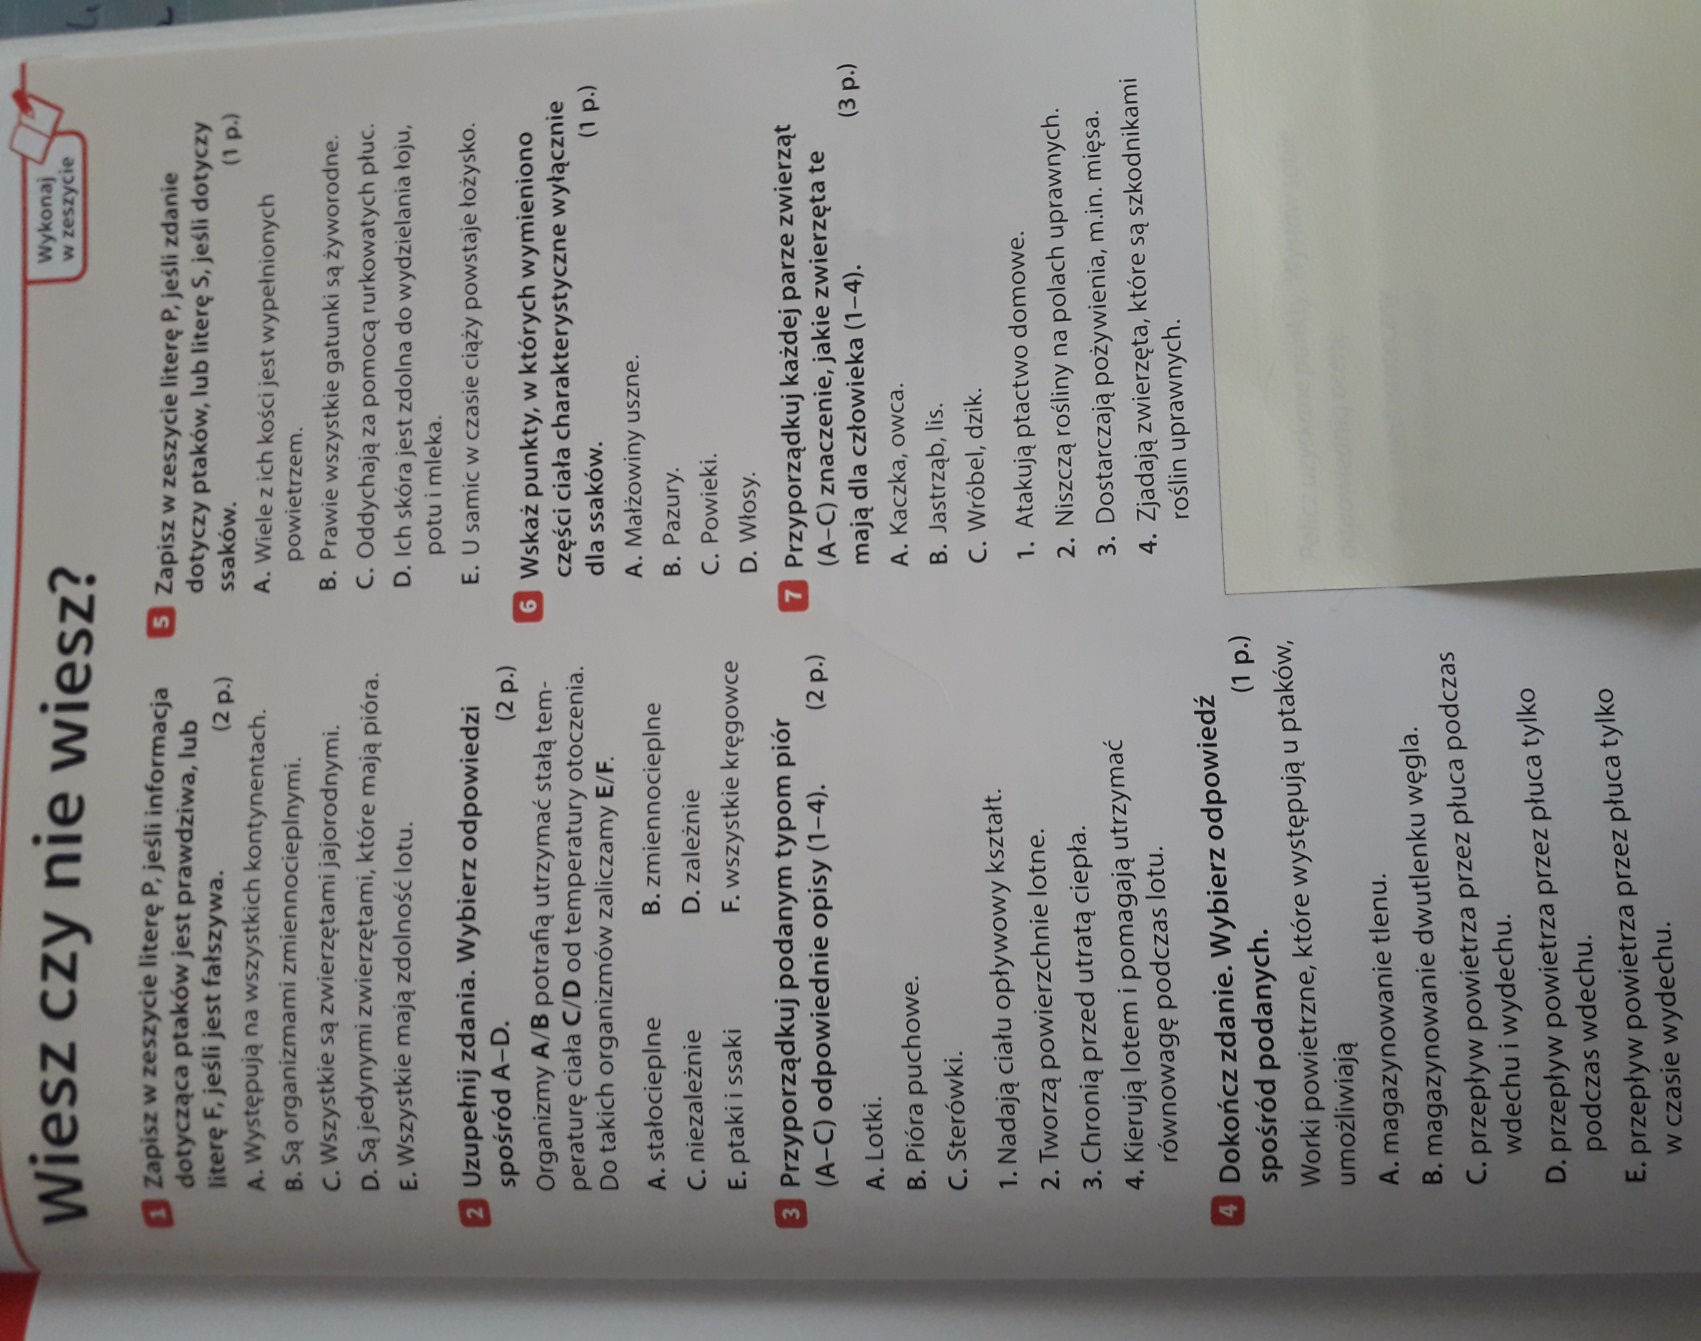 Wiesz czy nie wiesz?
Wykonaj
w zeszycie
1 Zapisz w zeszycie literę P, jeśli informacja
dotycząca ptaków jest prawdziwa, lub
literę F, jeśli jest fałszywa. (2 p.)
A. Występują na wszystkich kontynentach.
B. Są organizmami zmiennocieplnymi.
C. Wszystkie są zwierzętami jajorodnymi.
D. Są jedynymi zwierzętami, które mają pióra.
E. Wszystkie mają zdolność lotu.
2 Uzupełnij zdania. Wybierz odpowiedzi
spośród A–D. (2 p.)
Organizmy A/B potrafią utrzymać stałą tem-
peraturę ciała C/D od temperatury otoczenia.
Do takich organizmów zaliczamy E/F.
A. stałocieplne B. zmiennocieplne
C. niezależnie D. zależnie
E. ptaki i ssaki F. wszystkie kręgowce
3 Przyporządkuj podanym typom piór
(A–C) odpowiednie opisy (1–4). (2 p.)
A. Lotki.
B. Pióra puchowe.
C. Sterówki.
1. Nadają ciału opływowy kształt.
2. Tworzą powierzchnie lotne.
3. Chronią przed utratą ciepła.
4. Kierują lotem i pomagają utrzymać
równowagę podczas lotu.
4 Dokończ zdanie. Wybierz odpowiedź
spośród podanych. (1 p.)
Worki powietrzne, które występują u ptaków,
umożliwiają
A. magazynowanie tlenu.
B. magazynowanie dwutlenku węgla.
C. przepływ powietrza przez płuca podczas
wdechu i wydechu.
D. przepływ powietrza przez płuca tylko
podczas wdechu.
E. przepływ powietrza przez płuca tylko
w czasie wydechu.
5 Zapisz w zeszycie literę P, jeśli zdanie
dotyczy ptaków, lub literę S, jeśli dotyczy
ssaków. (1 p.)
A. Wiele z ich kości jest wypełnionych
powietrzem.
B. Prawie wszystkie gatunki są żyworodne.
C. Oddychają za pomocą rurkowatych płuc.
D. Ich skóra jest zdolna do wydzielania łoju,
potu i mleka.
E. U samic w czasie ciąży powstaje łożysko.
6 Wskaż punkty, w których wymieniono
części ciała charakterystyczne wyłącznie
dla ssaków. (1 p.)
A. Małżowiny uszne.
B. Pazury.
C. Powieki.
D. Włosy.
7 Przyporządkuj każdej parze zwierząt
(A–C) znaczenie, jakie zwierzęta te
mają dla człowieka (1–4). (3 p.)
A. Kaczka, owca.
B. Jastrząb, lis.
C. Wróbel, dzik.
1. Atakują ptactwo domowe.
2. Niszczą rośliny na polach uprawnych.
3. Dostarczają pożywienia, m.in. mięsa.
4. Zjadają zwierzęta, które są szkodnikami
roślin uprawnych.